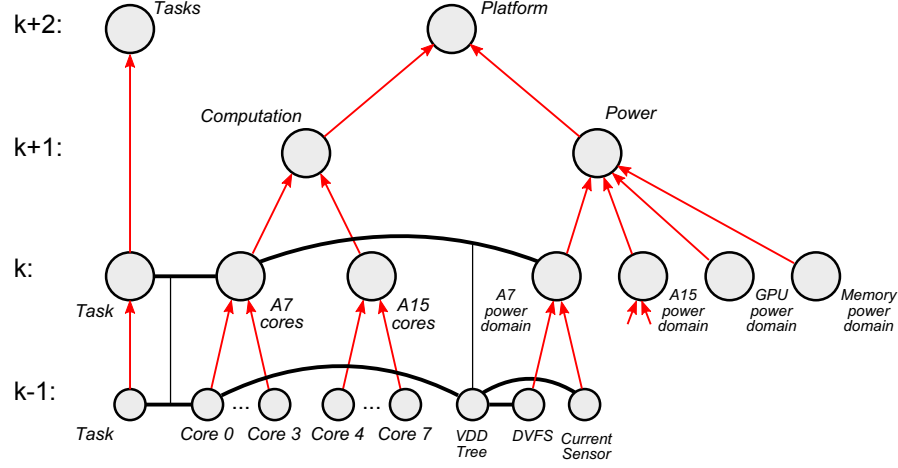 k+2:
Tasks
Platform
k+1:
Computation
Power
k:
Task
A7
cores
A15
cores
A7
power
domain
A15
power
domain
GPU
power
domain
Memory
power
domain
k-1:
Task
Core 0
...
Core 3
Core 4
...
Core 7
VDD
Tree
DVFS
Current
Sensor